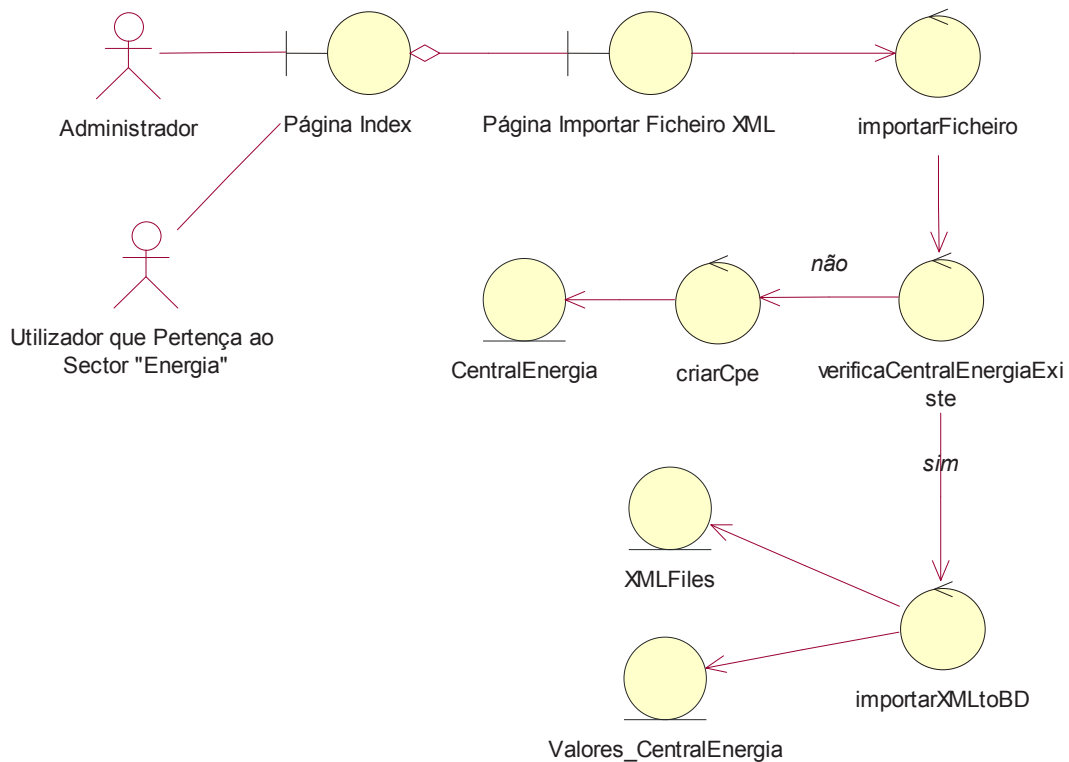 Administrador
Página Index
Página Importar Ficheiro XML
importarFicheiro
Utilizador que Pertença ao
Sector "Energia"
não
CentralEnergia
criarCpe
verificaCentralEnergiaExi
ste
sim
XMLFiles
importarXMLtoBD
Valores_CentralEnergia